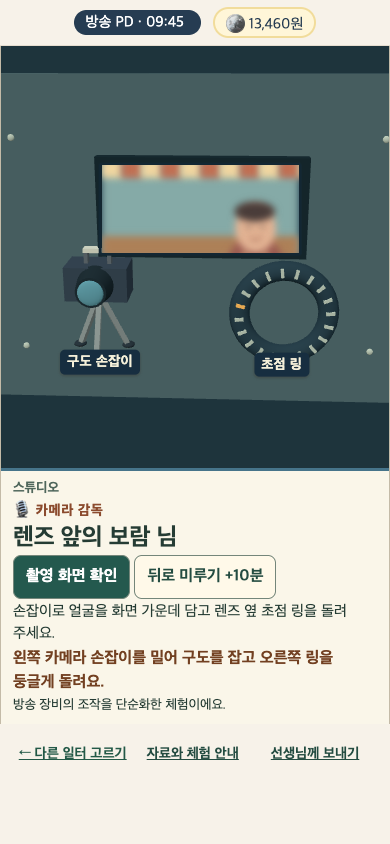 방송 PD · 09:45
13,460원
구도 손잡이
초점 링
스튜디오
카메라 감독
렌즈 앞의 보람 님
촬영 화면 확인
뒤로 미루기 +10분
손잡이로 얼굴을 화면 가운데 담고 렌즈 옆 초점 링을 돌려
주세요.
왼쪽 카메라 손잡이를 밀어 구도를 잡고 오른쪽 링을
둥글게 돌려요.
방송 장비의 조작을 단순화한 체험이에요.
← 다른 일터 고르기
자료와 체험 안내
선생님께 보내기